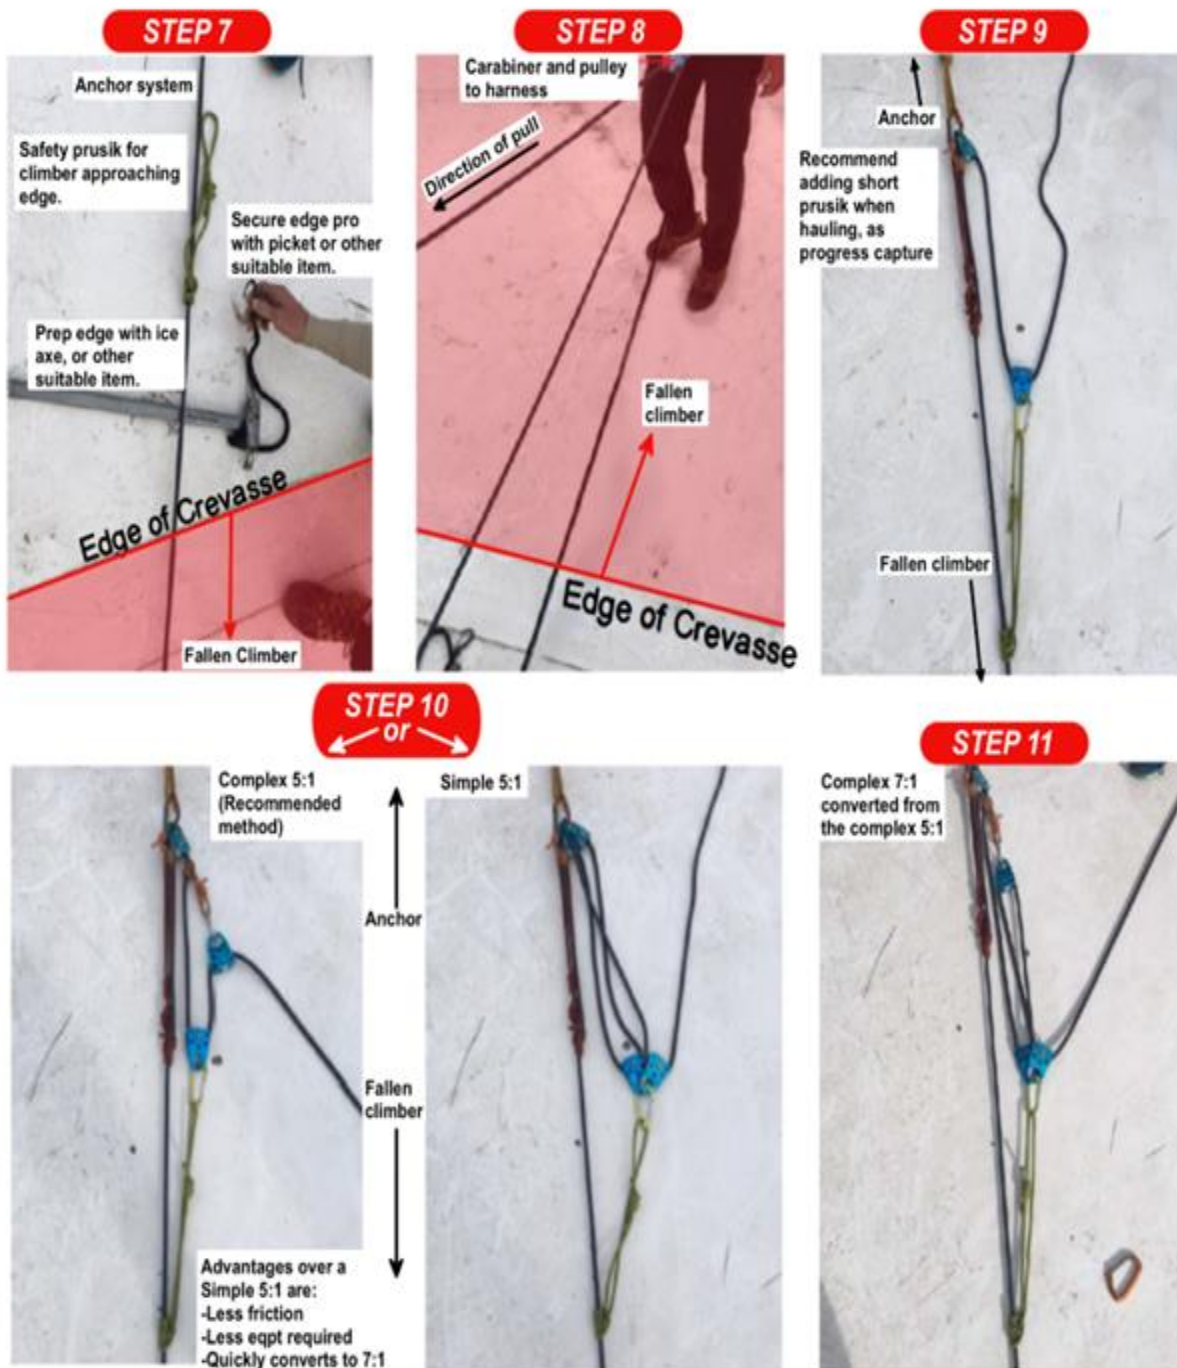 STEP 7
Anchor system
Safety prusik for
climber approaching
edge.
Secure edge pro
with picket or other
suitable item.
Prep edge with ice
axe, or other
suitable item.
Edge of Crevasse
Fallen Climber
STEP 8
Carabiner and pulley
to harness
Direction of pull
Fallen
climber
Edge of Crevasse
STEP 9
Anchor
Recommend
adding short
prusik when
hauling, as
progress capture
Fallen climber
STEP 10
or
Complex 5:1
(Recommended
method)
Anchor
Fallen
climber
Advantages over a
Simple 5:1 are:
-Less friction
-Less eqpt required
-Quickly converts to 7:1
Simple 5:1
STEP 11
Complex 7:1
converted from
the complex 5:1